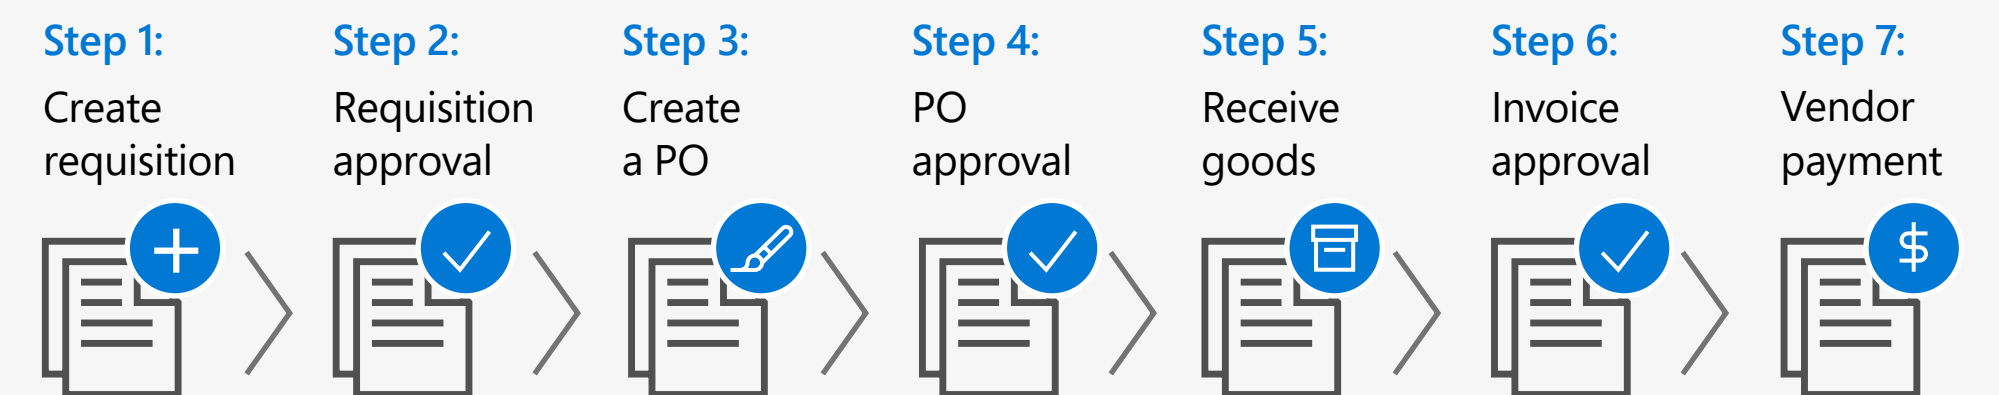 Step 1:
Create
requisition
Step 2:
Requisition
approval
Step 3:
Create
a PO
Step 4:
PO
approval
Step 5:
Receive
goods
Step 6:
Invoice
approval
Step 7:
Vendor
payment
$